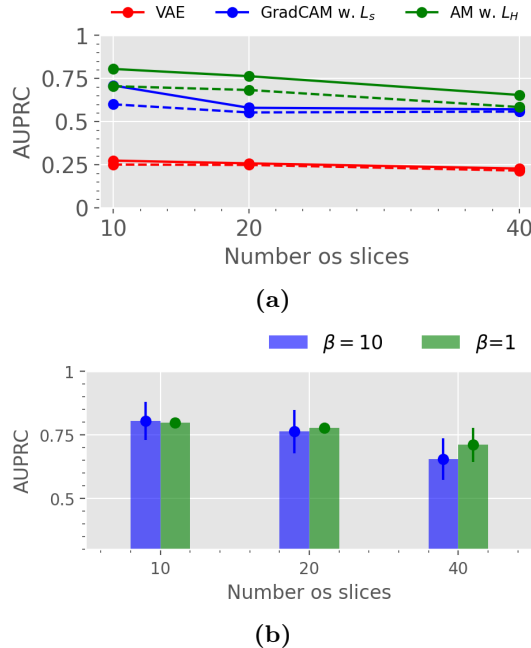 VAE GradCAM w. Ls AM w. LH
1
0.75
0.5
0.25
0
AUPRC
10 20 40
Number os slices
(a)
β = 10 β=1
1
0.75
0.5
AUPRC
10 20 40
Number os slices
(b)